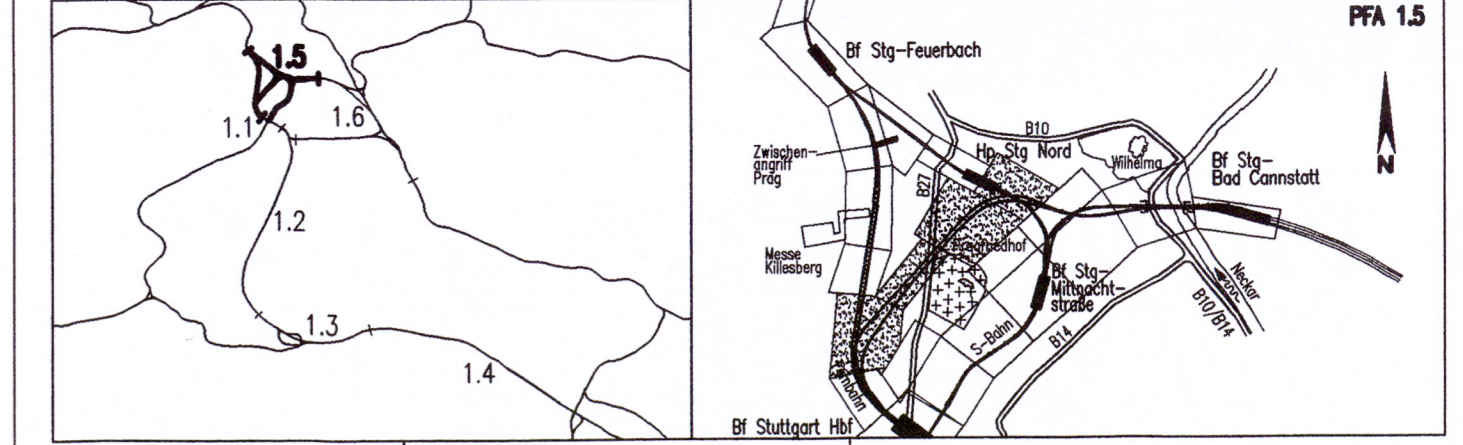 1.5
1.1
1.6
1.2
1.3
1.4
PFA 1.5
Bf Stg-Feuerbach
N
B10
Zwischen-
angriff
Prag
Hp. Stg Nord
Wilhelma
Bf Stg-
Bad Cannstatt
B27
Messe
Killesberg
Pragfriedhof
Bf Stg-
Mittnacht-
straße
Neckar
B10/B14
S-Bahn
B14
Fernbahn
Bf Stuttgart Hbf